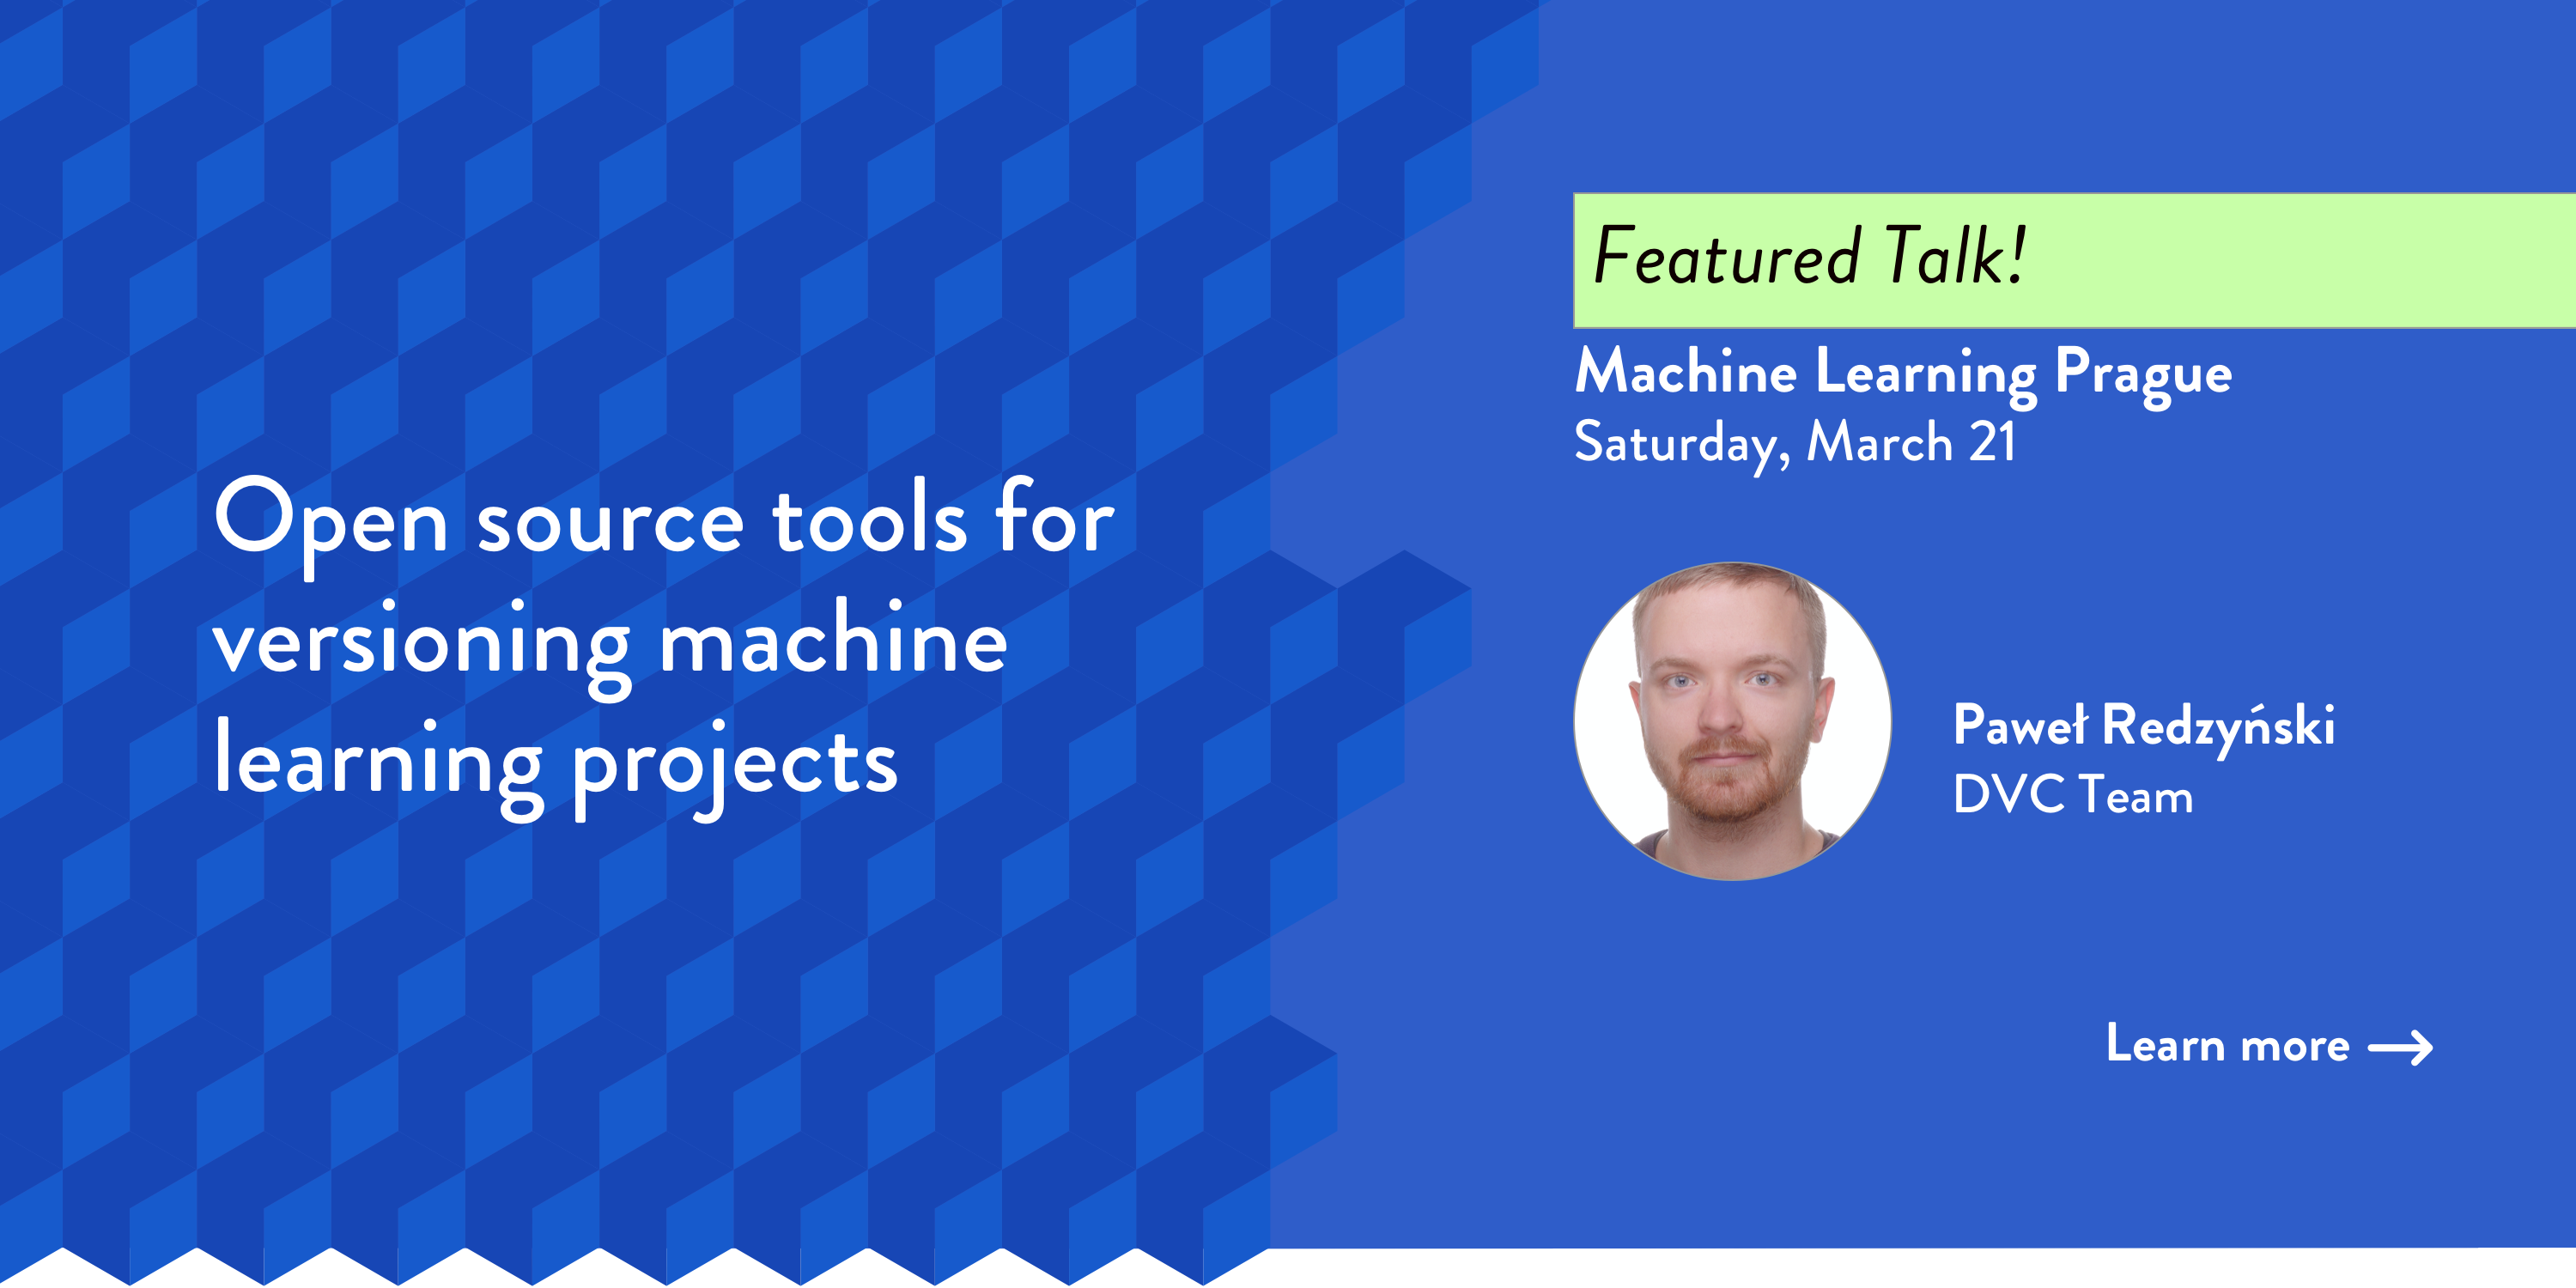 Open source tools for
versioning machine
learning projects
Featured Talk!
Machine Learning Prague
Saturday, March 21
Paweł Redzyński
DVC Team
Learn more →